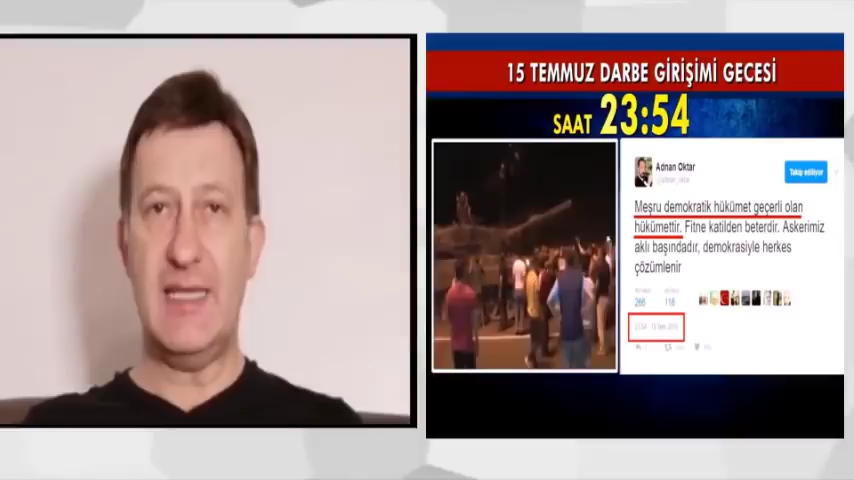 15 TEMMUZ DARBE GİRİŞİMİ GECESİ
SAAT 23:54
Adnan Oktar
Takip ediliyor
Meşru demokratik hükümet geçerli olan
hükümettir. Fitne katilden beterdir. Askerimiz
aklı başındadır, demokrasiyle herkes
çözümlenir
266 118